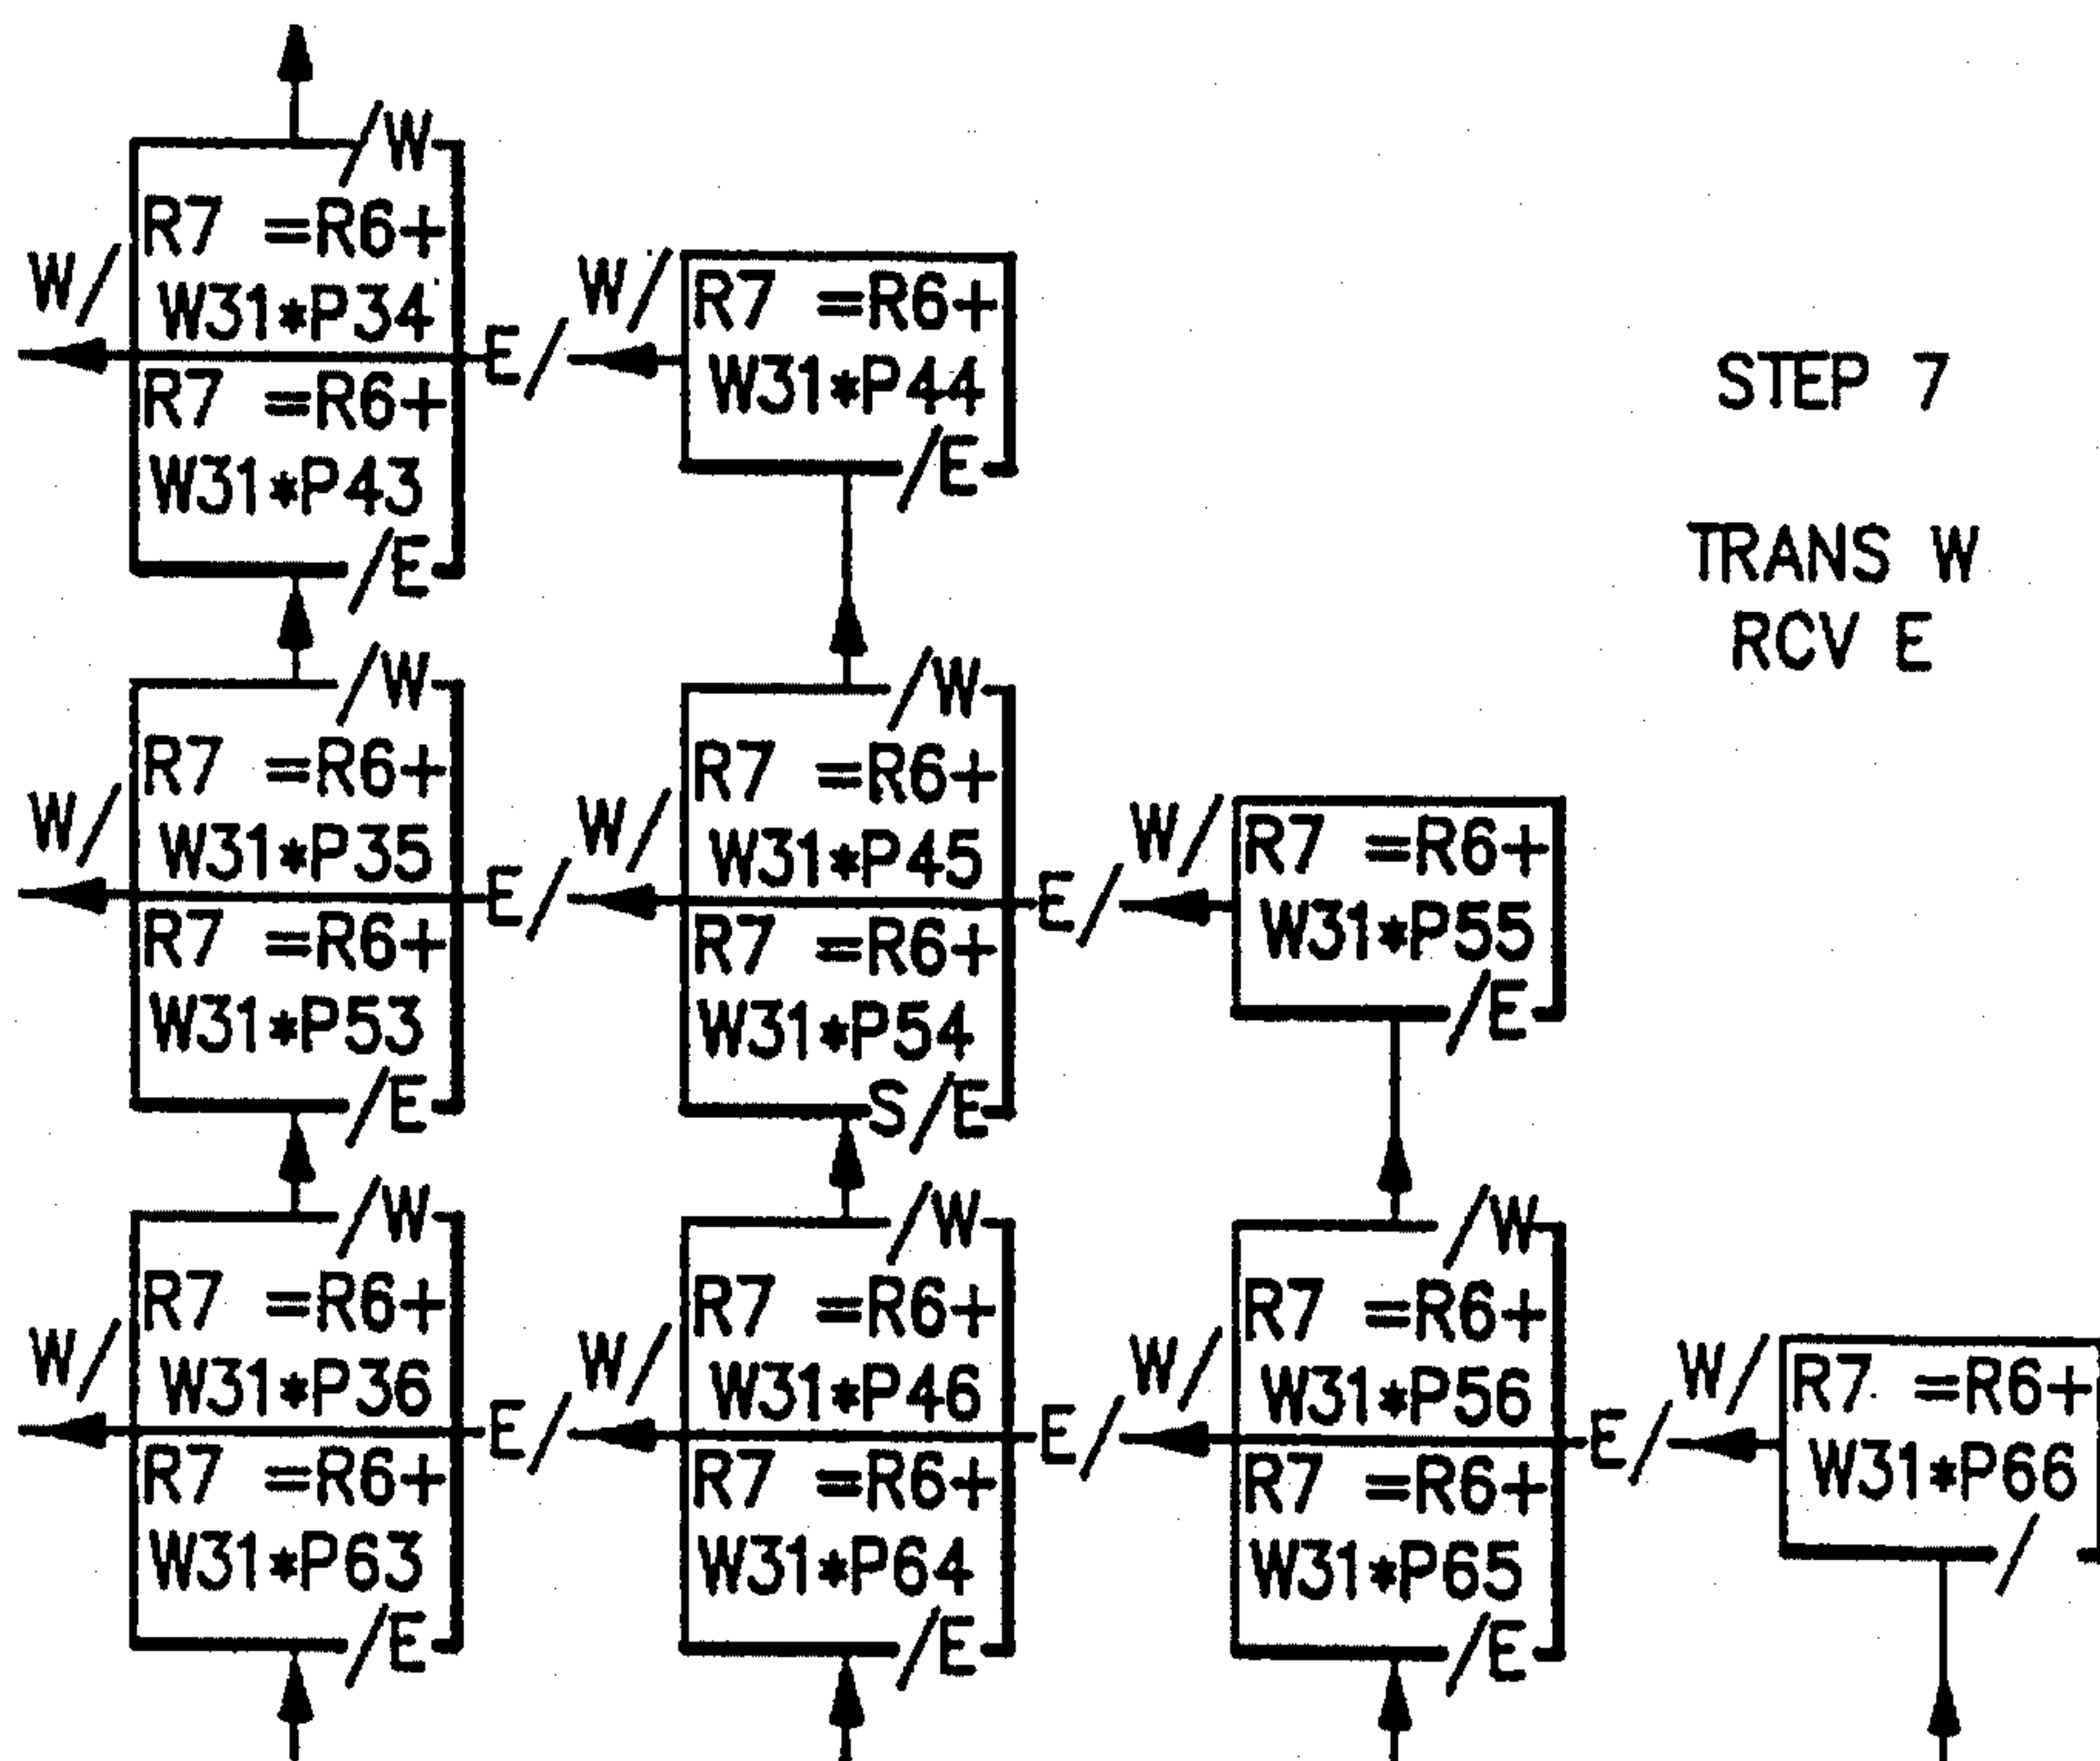 /W
R7 =R6+
W/
W31*P34
R7 =R6+
W31*P43
/E
E/
W/
R7 =R6+
W31*P44
/E
STEP 7
TRANS W
RCV E
/W
R7 =R6+
W/
W31*P35
R7 =R6+
W31*P53
/E
E/
/W
R7 =R6+
W/
W31*P45
R7 =R6+
W31*P54
S/E
E/
W/
R7 =R6+
W31*P55
/E
/W
R7 =R6+
W/
W31*P36
R7 =R6+
W31*P63
/E
E/
/W
R7 =R6+
W/
W31*P46
R7 =R6+
W31*P64
/E
E/
/W
R7 =R6+
W/
W31*P56
R7 =R6+
W31*P65
/E
E/
W/
R7 =R6+
W31*P66
/